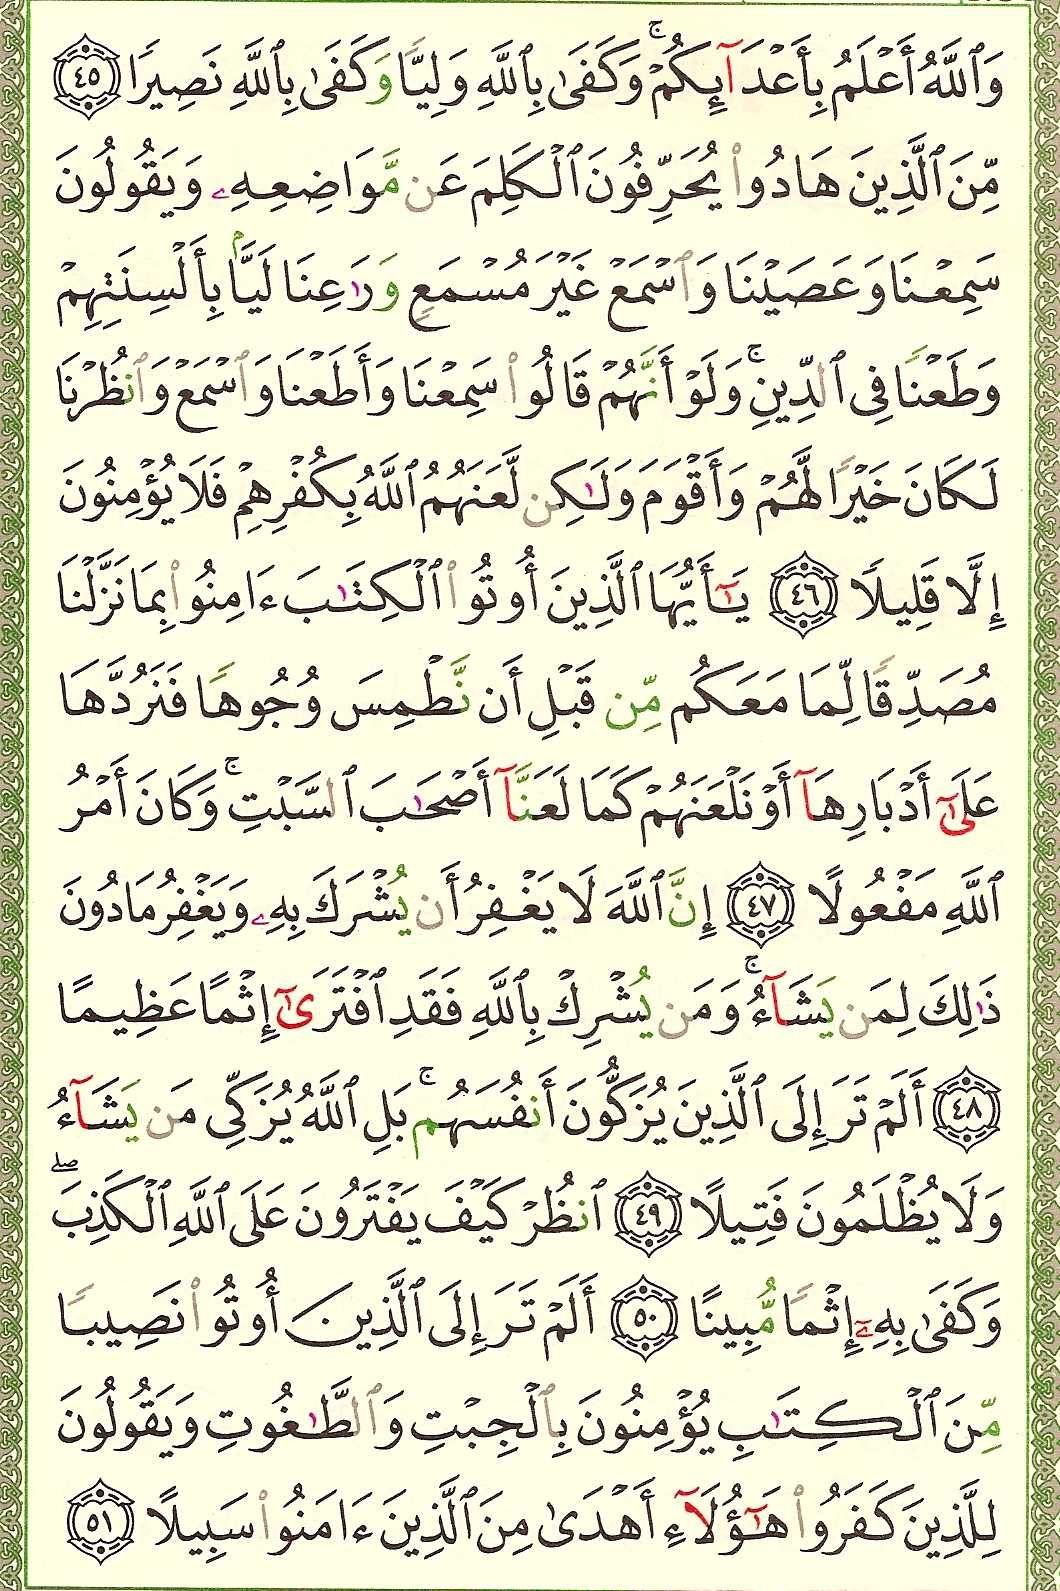 وَٱللَّهُ أَعْلَمُ بِأَعْدَآئِكُمْ ۚ وَكَفَىٰ بِٱللَّهِ وَلِيًّا وَكَفَىٰ بِٱللَّهِ نَصِيرًا ٤٥
مِّنَ ٱلَّذِينَ هَادُوا۟ يُحَرِّفُونَ ٱلْكَلِمَ عَن مَّوَاضِعِهِۦ وَيَقُولُونَ
سَمِعْنَا وَعَصَيْنَا وَٱسْمَعْ غَيْرَ مُسْمَعٍ وَرَٰعِنَا لَيًّۢا بِأَلْسِنَتِهِمْ
وَطَعْنًا فِى ٱلدِّينِ ۚ وَلَوْ أَنَّهُمْ قَالُوا۟ سَمِعْنَا وَأَطَعْنَا وَٱسْمَعْ وَٱنظُرْنَا
لَكَانَ خَيْرًا لَّهُمْ وَأَقْوَمَ وَلَـٰكِن لَّعَنَهُمُ ٱللَّهُ بِكُفْرِهِمْ فَلَا يُؤْمِنُونَ
إِلَّا قَلِيلًا ٤٦ يَـٰٓأَيُّهَا ٱلَّذِينَ أُوتُوا۟ ٱلْكِتَـٰبَ ءَامِنُوا۟ بِمَا نَزَّلْنَا
مُصَدِّقًا لِّمَا مَعَكُم مِّن قَبْلِ أَن نَّطْمِسَ وُجُوهًا فَنَرُدَّهَا
عَلَىٰٓ أَدْبَارِهَآ أَوْ نَلْعَنَهُمْ كَمَا لَعَنَّآ أَصْحَـٰبَ ٱلسَّبْتِ ۚ وَكَانَ أَمْرُ
ٱللَّهِ مَفْعُولًا ٤٧ إِنَّ ٱللَّهَ لَا يَغْفِرُ أَن يُشْرَكَ بِهِۦ وَيَغْفِرُ مَا دُونَ
ذَٰلِكَ لِمَن يَشَآءُ ۚ وَمَن يُشْرِكْ بِٱللَّهِ فَقَدِ ٱفْتَرَىٰٓ إِثْمًا عَظِيمًا
٤٨ أَلَمْ تَرَ إِلَى ٱلَّذِينَ يُزَكُّونَ أَنفُسَهُم ۚ بَلِ ٱللَّهُ يُزَكِّى مَن يَشَآءُ
وَلَا يُظْلَمُونَ فَتِيلًا ٤٩ ٱنظُرْ كَيْفَ يَفْتَرُونَ عَلَى ٱللَّهِ ٱلْكَذِبَ ۖ
وَكَفَىٰ بِهِۦٓ إِثْمًا مُّبِينًا ٥٠ أَلَمْ تَرَ إِلَى ٱلَّذِينَ أُوتُوا۟ نَصِيبًا
مِّنَ ٱلْكِتَـٰبِ يُؤْمِنُونَ بِٱلْجِبْتِ وَٱلطَّـٰغُوتِ وَيَقُولُونَ
لِلَّذِينَ كَفَرُوا۟ هَـٰٓؤُلَآءِ أَهْدَىٰ مِنَ ٱلَّذِينَ ءَامَنُوا۟ سَبِيلًا ٥١